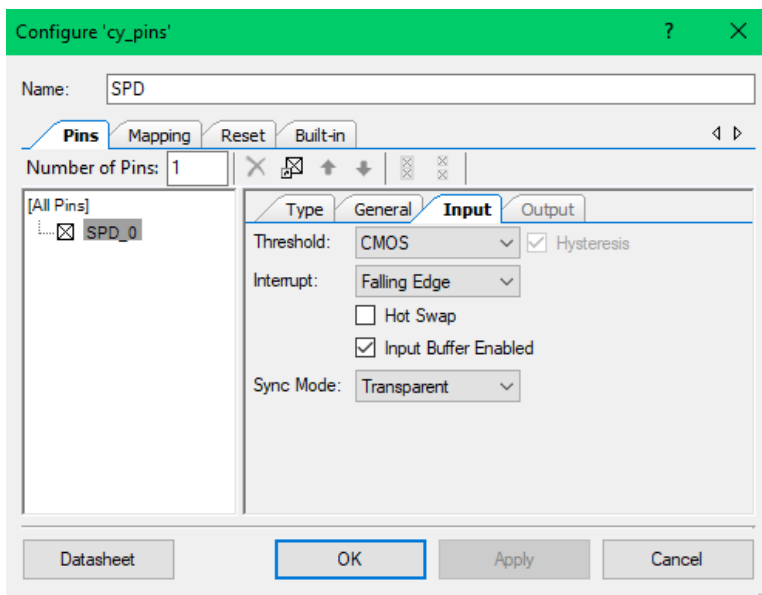 Configure 'cy_pins' ?
Name: SPD
Pins Mapping Reset Built-in
Number of Pins: 1
[All Pins]
SPD_0
Type General Input Output
Threshold: CMOS Hysteresis
Interrupt: Falling Edge
Hot Swap
Input Buffer Enabled
Sync Mode: Transparent
Datasheet OK Apply Cancel